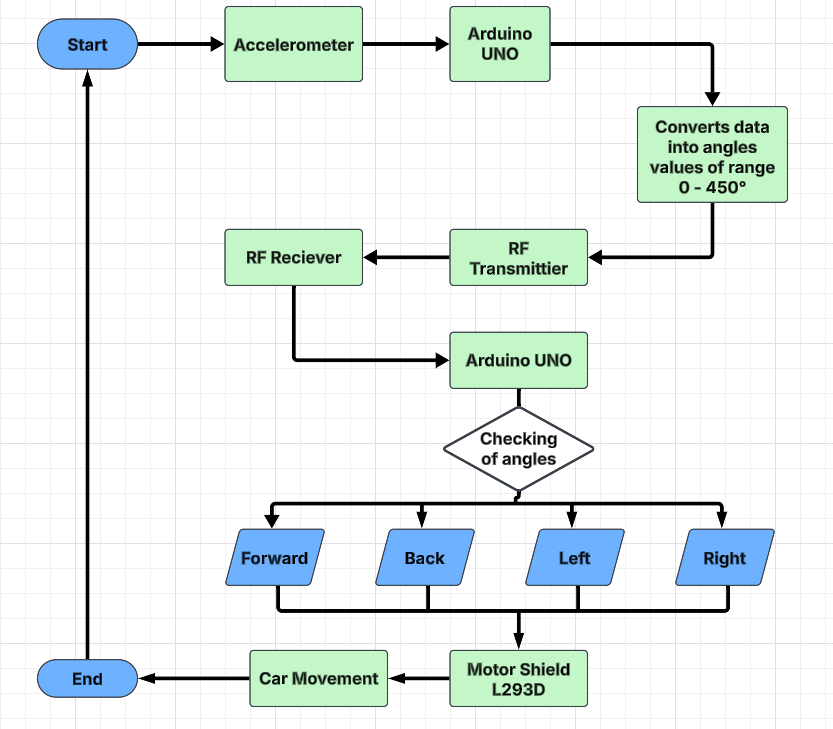 Start
Accelerometer
Arduino
UNO
Converts data
into angles
values of range
0 - 450°
RF
Transmittier
RF Reciever
Arduino UNO
Checking
of angles
Forward
Back
Left
Right
Motor Shield
L293D
Car Movement
End